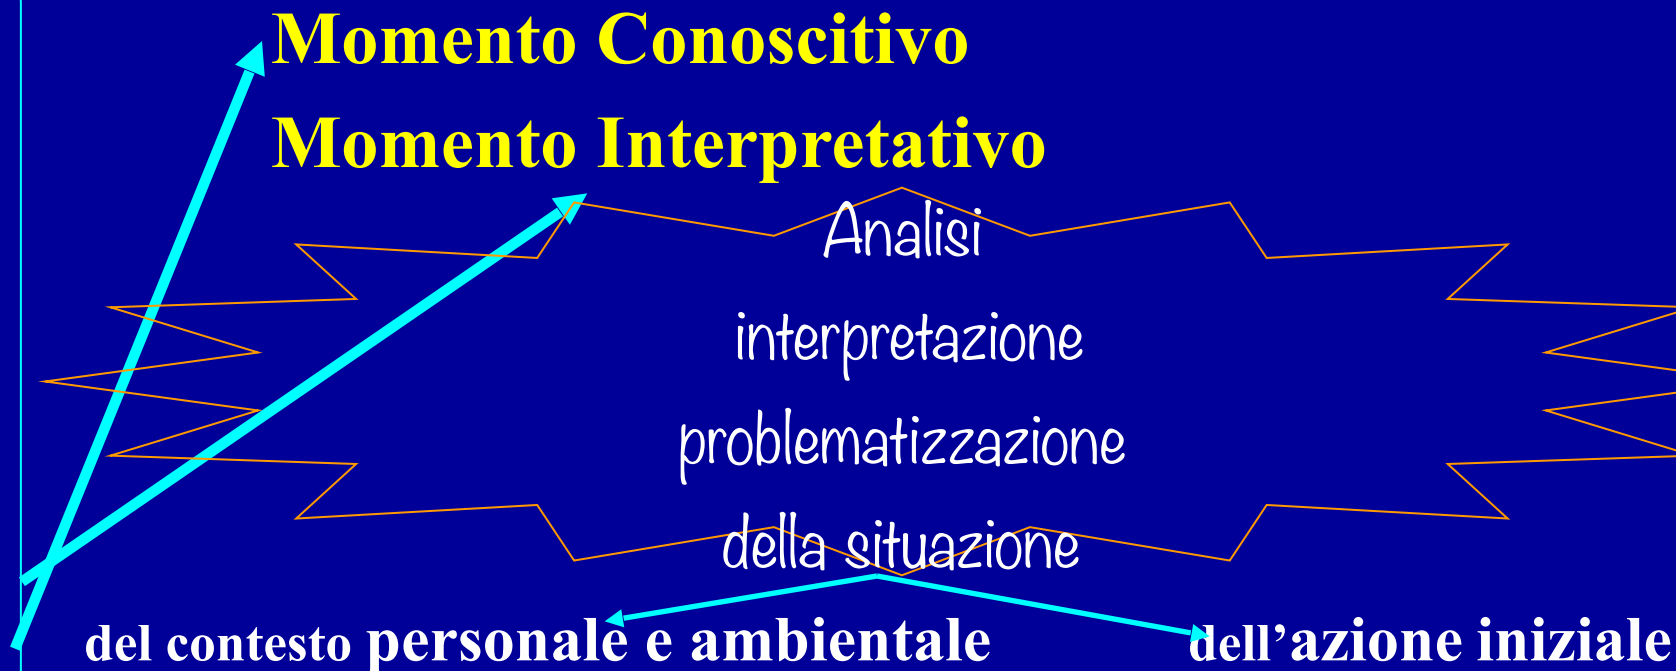 Momento Conoscitivo
Momento Interpretativo
Analisi
interpretazione
problematizzazione
della situazione
del contesto personale e ambientale
dell’azione iniziale